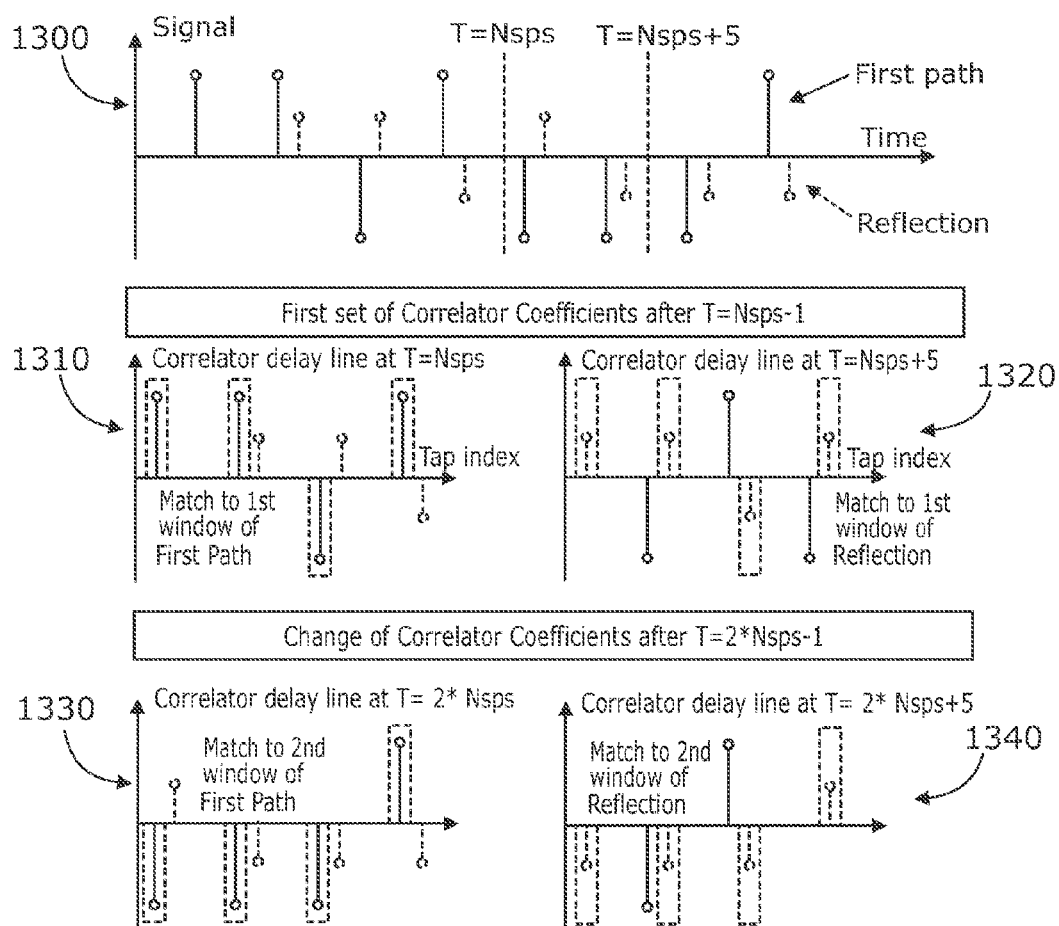 1300
Signal
T=Nsps
T=Nsps+5
First path
Time
Reflection
First set of Correlator Coefficients after T=Nsps-1
1310
Correlator delay line at T=Nsps
Tap index
Match to 1st
window of
First Path
Correlator delay line at T=Nsps+5
1320
Tap index
Match to 1st
window of
Reflection
Change of Correlator Coefficients after T=2*Nsps-1
1330
Correlator delay line at T= 2* Nsps
Match to 2nd
window of
First Path
Correlator delay line at T= 2* Nsps+5
1340
Match to 2nd
window of
Reflection